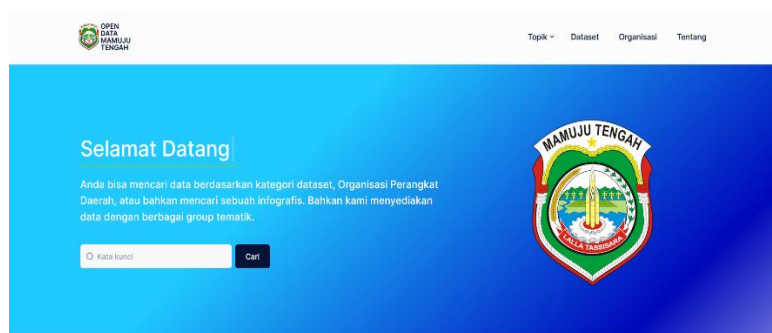 OPEN
DATA
MAMUJU
TENGAH
Topik Dataset Organisasi Tentang
Selamat Datang
Anda bisa mencari data berdasarkan kategori dataset, Organisasi Perangkat
Daerah, atau bahkan mencari sebuah infografis. Bahkan kami menyediakan
data dengan berbagai group tematik.
Kata kunci
Cari
MAMUJU TENGAH
LALLA TASSISARA